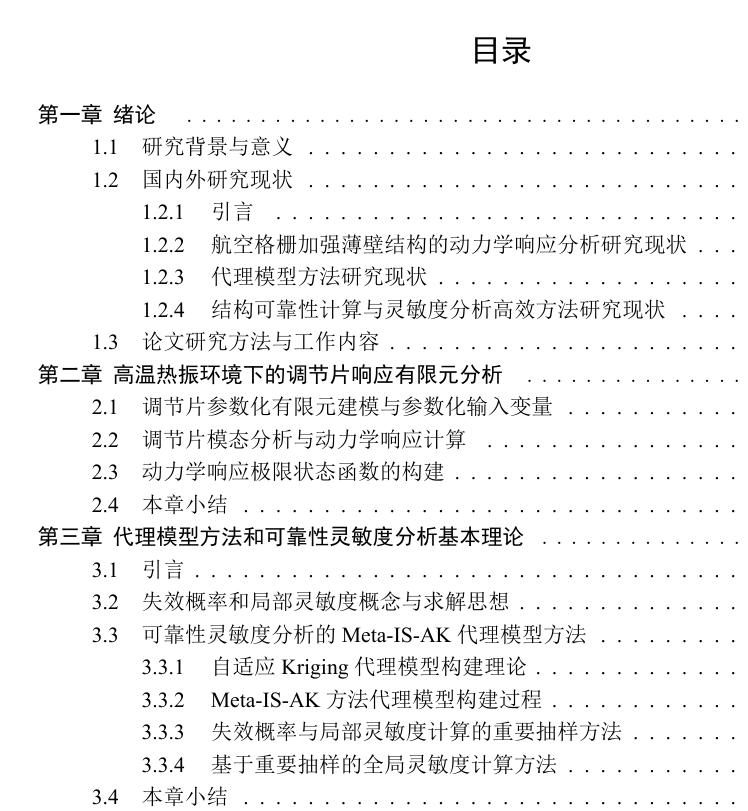 目录
第一章 绪论 . . . . . . . . . . . . . . . . . . . . . . . . . . . . . . . . . .
1.1 研究背景与意义 . . . . . . . . . . . . . . . . . . . . . . . . . . .
1.2 国内外研究现状 . . . . . . . . . . . . . . . . . . . . . . . . . . .
1.2.1 引言 . . . . . . . . . . . . . . . . . . . . . . . . . . . . .
1.2.2 航空格栅加强薄壁结构的动力学响应分析研究现状 . . .
1.2.3 代理模型方法研究现状 . . . . . . . . . . . . . . . . . . .
1.2.4 结构可靠性计算与灵敏度分析高效方法研究现状 . . . .
1.3 论文研究方法与工作内容 . . . . . . . . . . . . . . . . . . . . . .
第二章 高温热振环境下的调节片响应有限元分析 . . . . . . . . . . . . . .
2.1 调节片参数化有限元建模与参数化输入变量 . . . . . . . . . . .
2.2 调节片模态分析与动力学响应计算 . . . . . . . . . . . . . . . .
2.3 动力学响应极限状态函数的构建 . . . . . . . . . . . . . . . . . .
2.4 本章小结 . . . . . . . . . . . . . . . . . . . . . . . . . . . . . . .
第三章 代理模型方法和可靠性灵敏度分析基本理论 . . . . . . . . . . . . .
3.1 引言 . . . . . . . . . . . . . . . . . . . . . . . . . . . . . . . . . .
3.2 失效概率和局部灵敏度概念与求解思想 . . . . . . . . . . . . . .
3.3 可靠性灵敏度分析的 Meta-IS-AK 代理模型方法 . . . . . . . . .
3.3.1 自适应 Kriging 代理模型构建理论 . . . . . . . . . . . . .
3.3.2 Meta-IS-AK 方法代理模型构建过程 . . . . . . . . . . . .
3.3.3 失效概率与局部灵敏度计算的重要抽样方法 . . . . . . .
3.3.4 基于重要抽样的全局灵敏度计算方法 . . . . . . . . . . .
3.4 本章小结 . . . . . . . . . . . . . . . . . . . . . . . . . . . . . . .